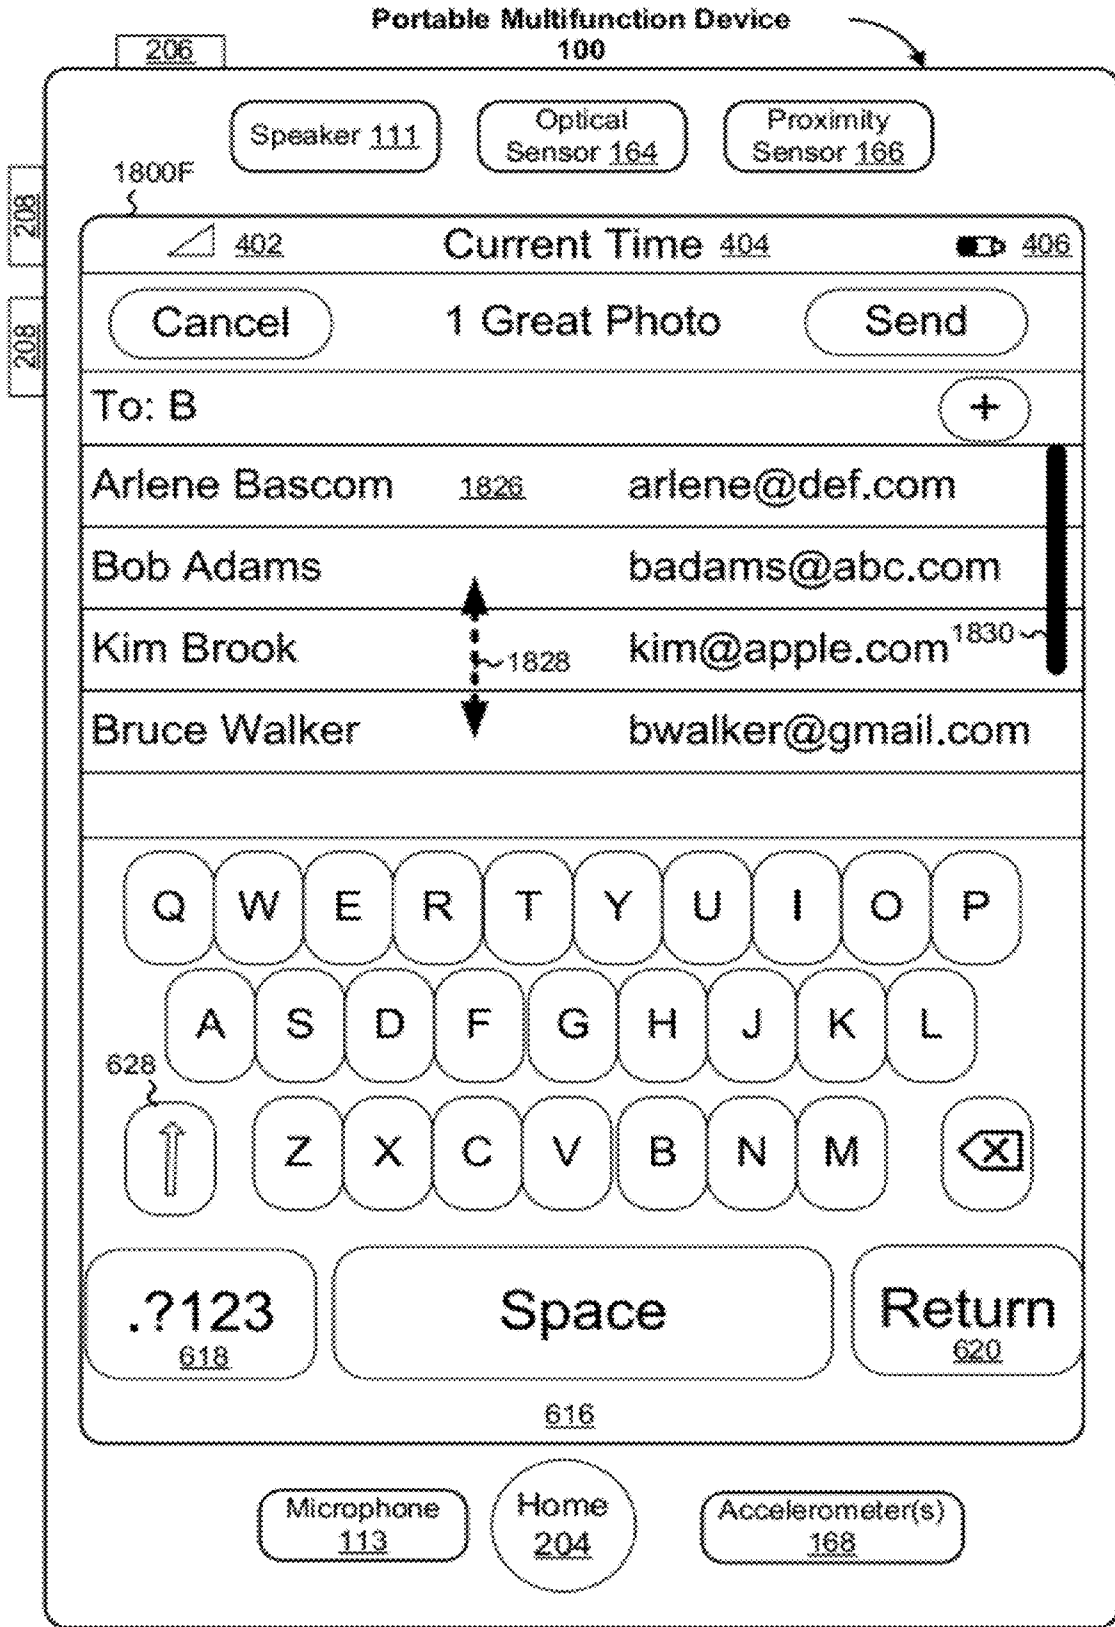 Portable Multifunction Device
100
206
Speaker 111
Optical
Sensor 164
Proximity
Sensor 166
1800F
208
208
402 Current Time 404 406
Cancel 1 Great Photo Send
To: B +
Arlene Bascom 1826 arlene@def.com
Bob Adams badams@abc.com
Kim Brook kim@apple.com 1830
1828
Bruce Walker bwalker@gmail.com
Q W E R T Y U I O P
A S D F G H J K L
628
Z X C V B N M X
.?123 Space Return
618 620
616
Microphone
113
Home
204
Accelerometer(s)
168